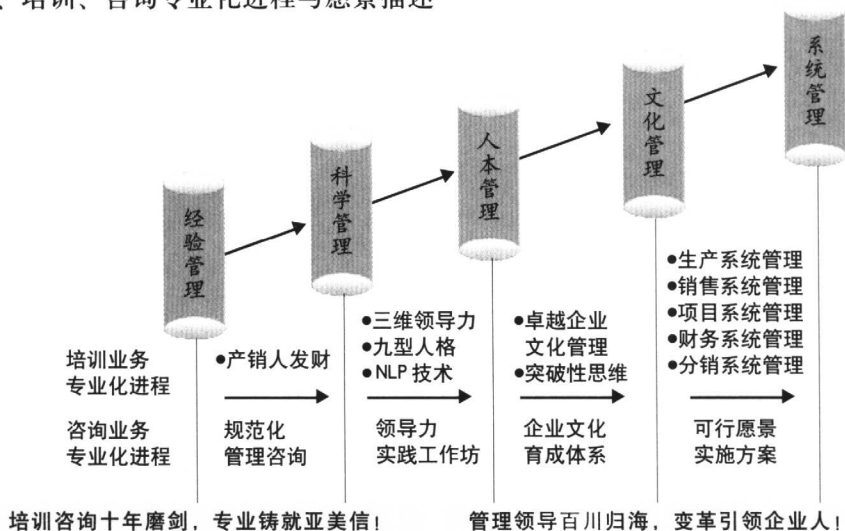 、培训、咨询专业化进程与愿景描述
系统管理
文化管理
人本管理
科学管理
经验管理
培训业务
专业化进程
●产销人发财
●三维领导力
●九型人格
●NLP技术
●卓越企业
文化管理
●突破性思维
●生产系统管理
●销售系统管理
●项目系统管理
●财务系统管理
●分销系统管理
咨询业务
专业化进程
规范化
管理咨询
领导力
实践工作坊
企业文化
育成体系
可行愿景
实施方案
培训咨询十年磨剑，专业铸就亚美信！
管理领导百川归海，变革引领企业人！